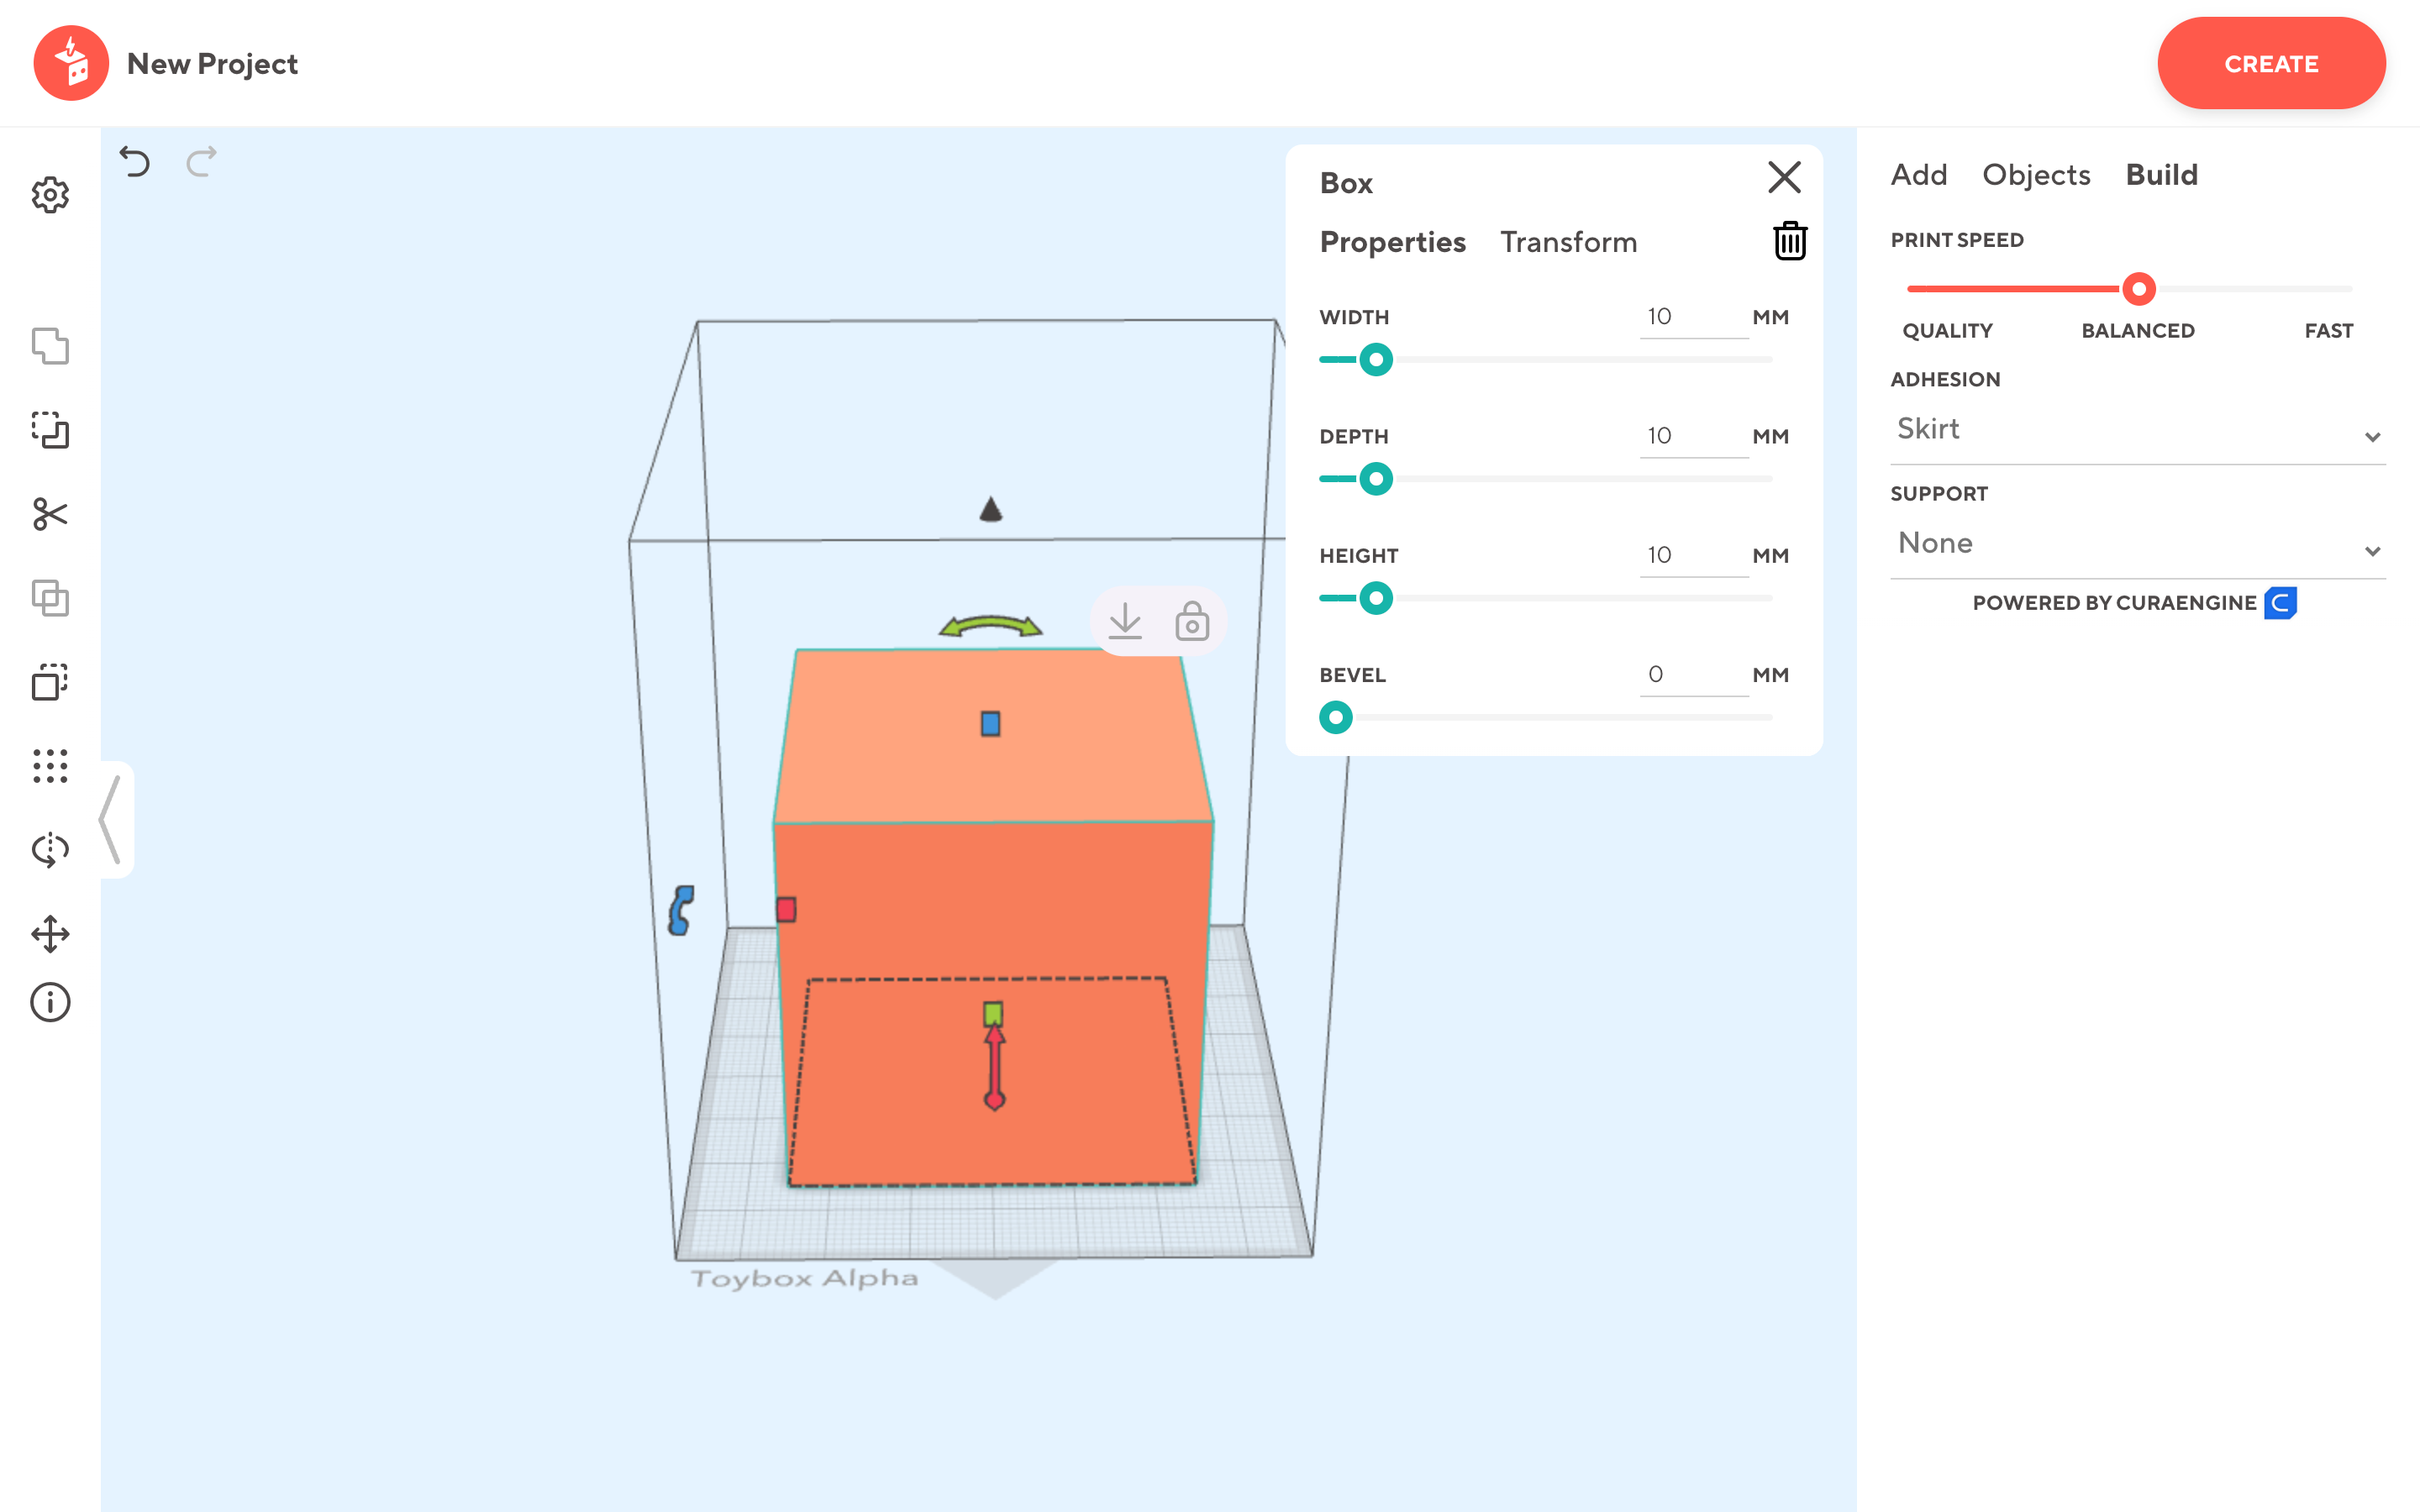 New Project
CREATE
Box
Properties Transform
WIDTH 10 MM
DEPTH 10 MM
HEIGHT 10 MM
BEVEL 0 MM
Toybox Alpha
Add Objects Build
PRINT SPEED
QUALITY BALANCED FAST
ADHESION
Skirt
SUPPORT
None
POWERED BY CURAENGINE